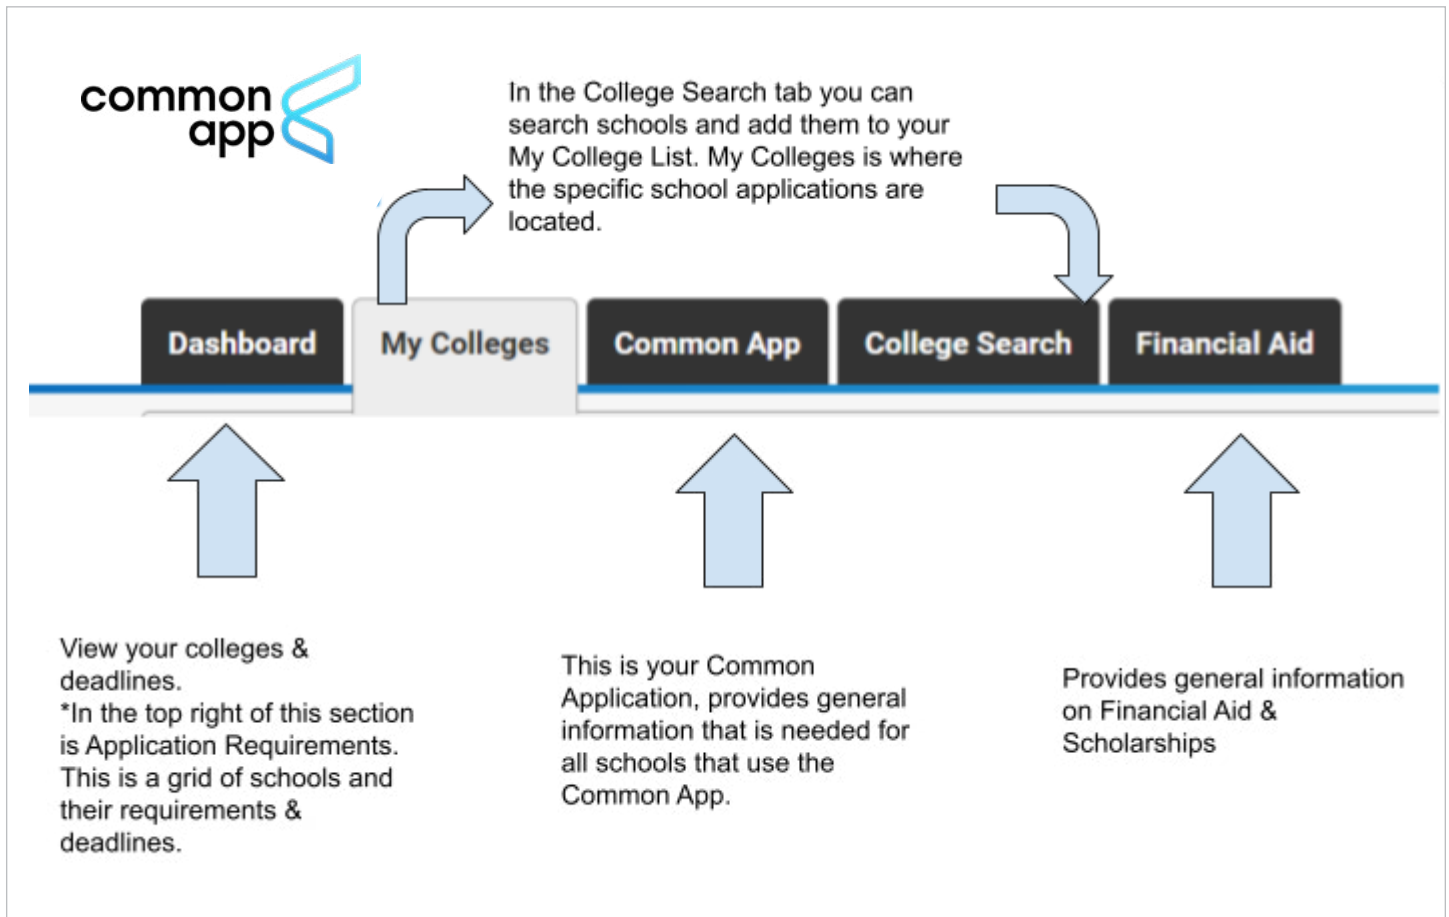 common
app
In the College Search tab you can
search schools and add them to your
My College List. My Colleges is where
the specific school applications are
located.
Dashboard
My Colleges
Common App
College Search
Financial Aid
View your colleges &
deadlines.
*In the top right of this section
is Application Requirements.
This is a grid of schools and
their requirements &
deadlines.
This is your Common
Application, provides general
information that is needed for
all schools that use the
Common App.
Provides general information
on Financial Aid &
Scholarships